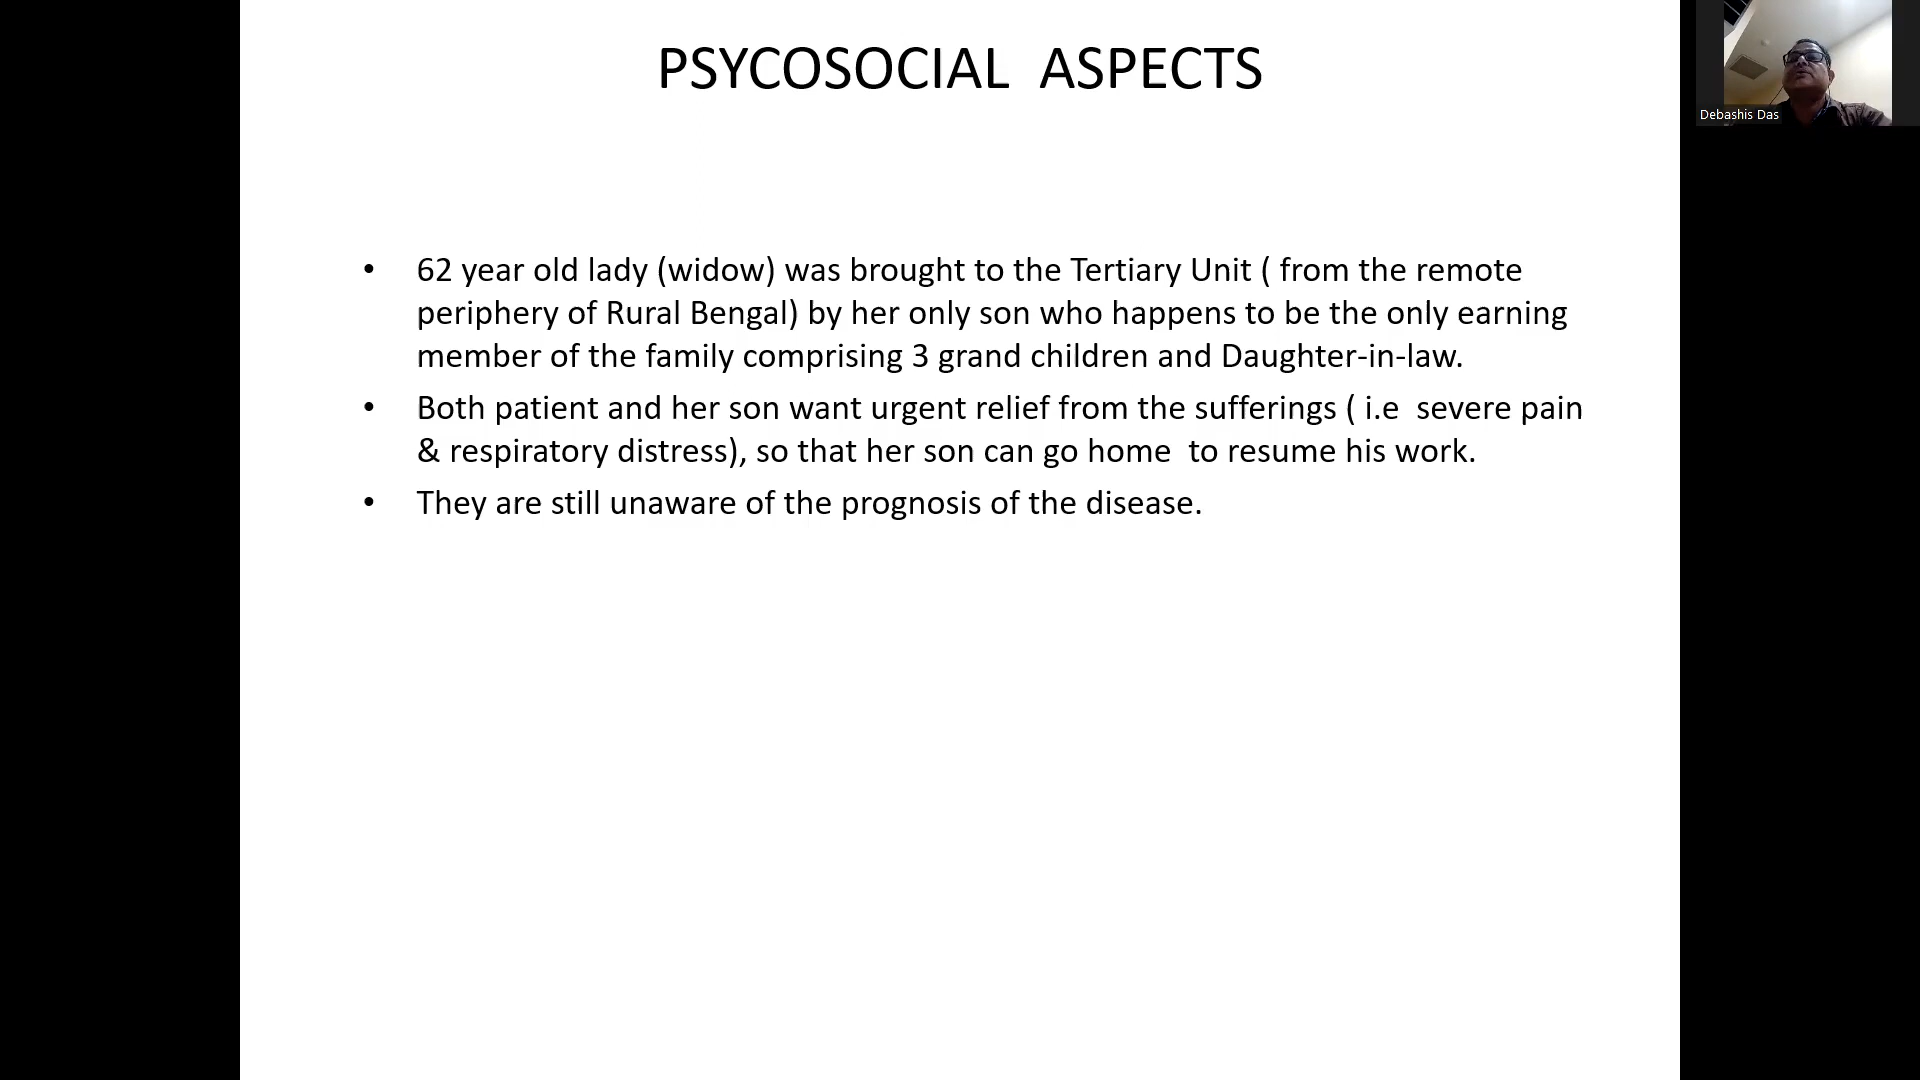 PSYCOSOCIAL  ASPECTS
Debashis Das
• 62 year old lady (widow) was brought to the Tertiary Unit ( from the remote
periphery of Rural Bengal) by her only son who happens to be the only earning
member of the family comprising 3 grand children and Daughter-in-law.
• Both patient and her son want urgent relief from the sufferings ( i.e  severe pain
& respiratory distress), so that her son can go home  to resume his work.
• They are still unaware of the prognosis of the disease.